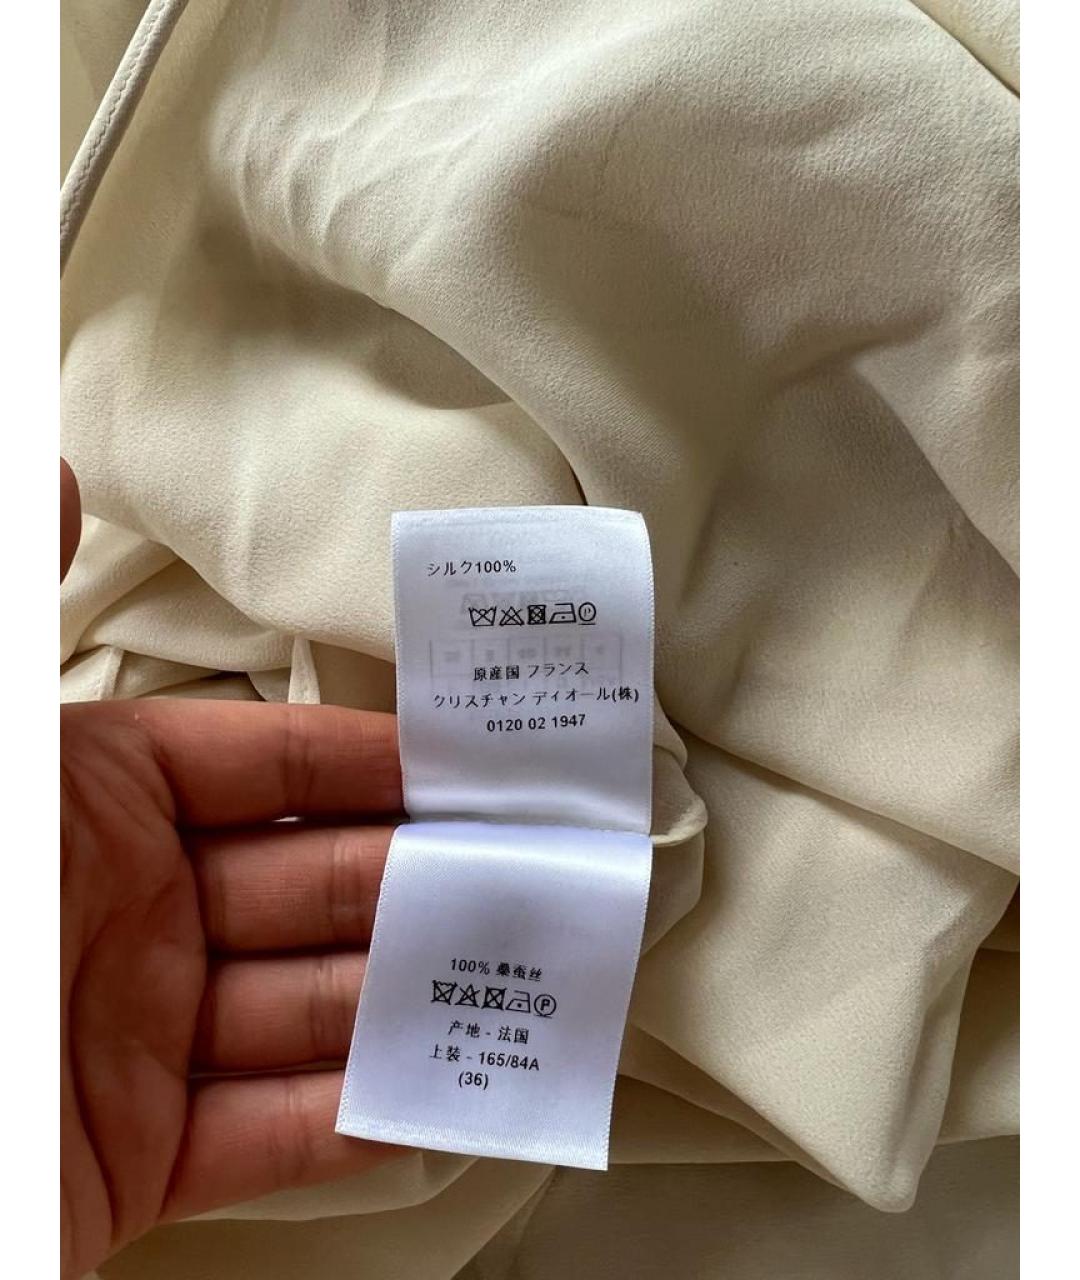 シルク100%
原産国 フランス
クリスチャン ディオール(株)
0120 02 1947
100% 桑蚕丝
P
产地 - 法国
上装 - 165/84A
(36)